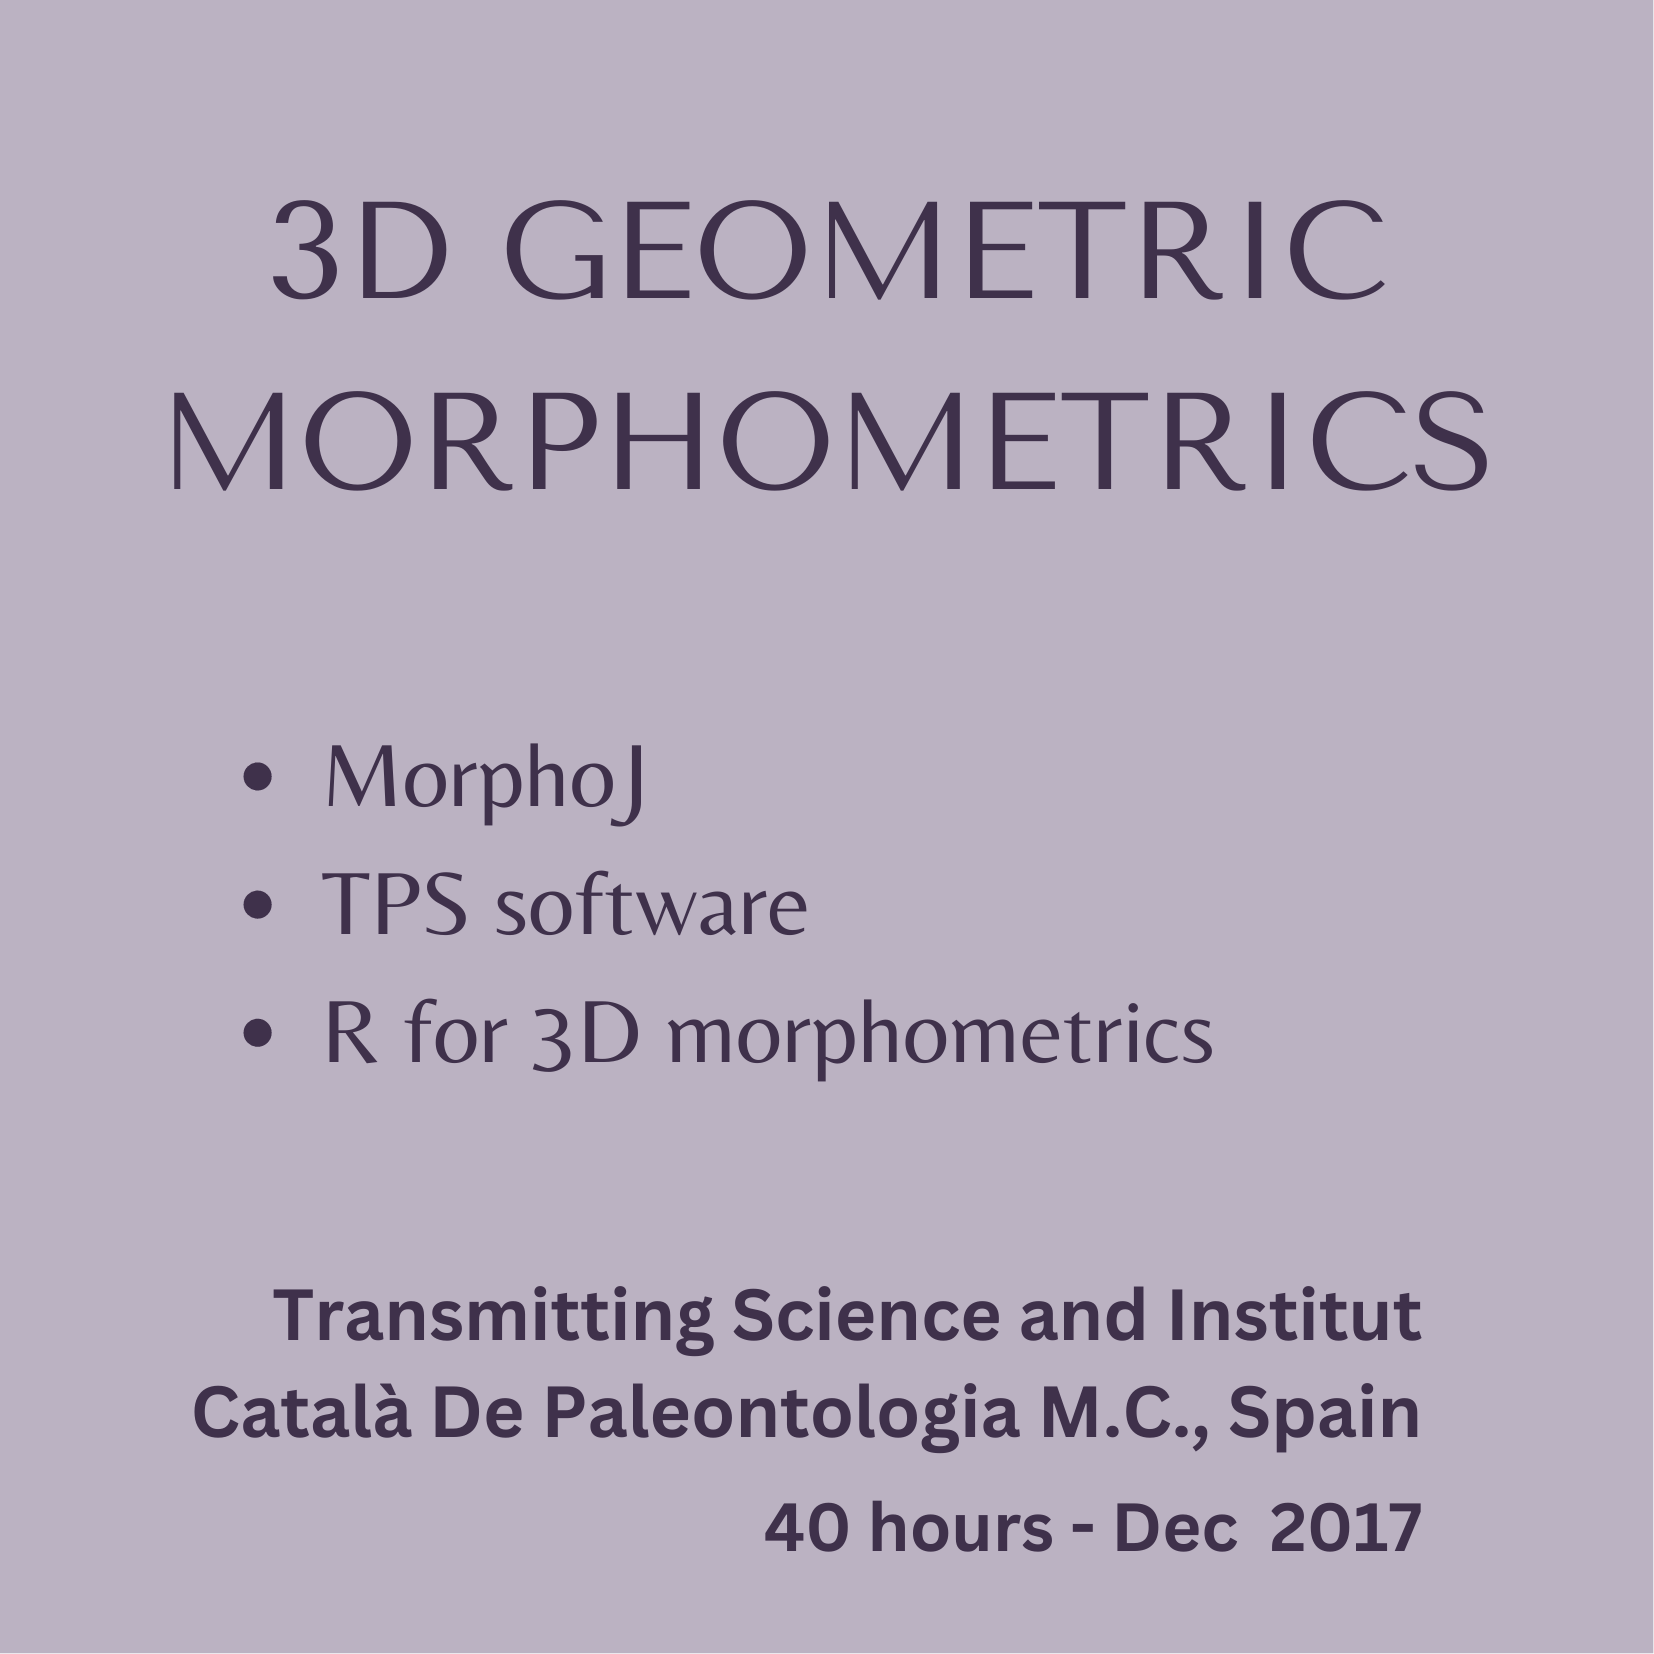 3D GEOMETRIC
MORPHOMETRICS
• MorphoJ
• TPS software
• R for 3D morphometrics
Transmitting Science and Institut
Català De Paleontologia M.C., Spain
40 hours - Dec  2017